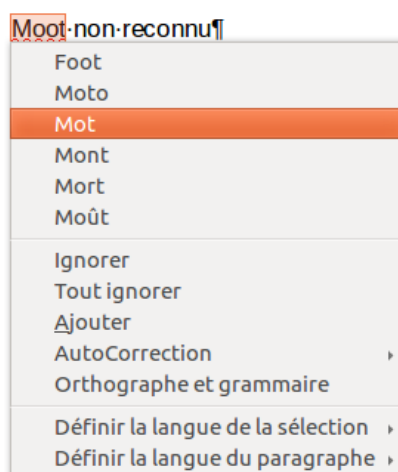 Moot·non·reconnu¶
Foot
Moto
Mot
Mont
Mort
Moût
Ignorer
Tout ignorer
Ajouter
AutoCorrection
Orthographe et grammaire
Définir la langue de la sélection
Définir la langue du paragraphe